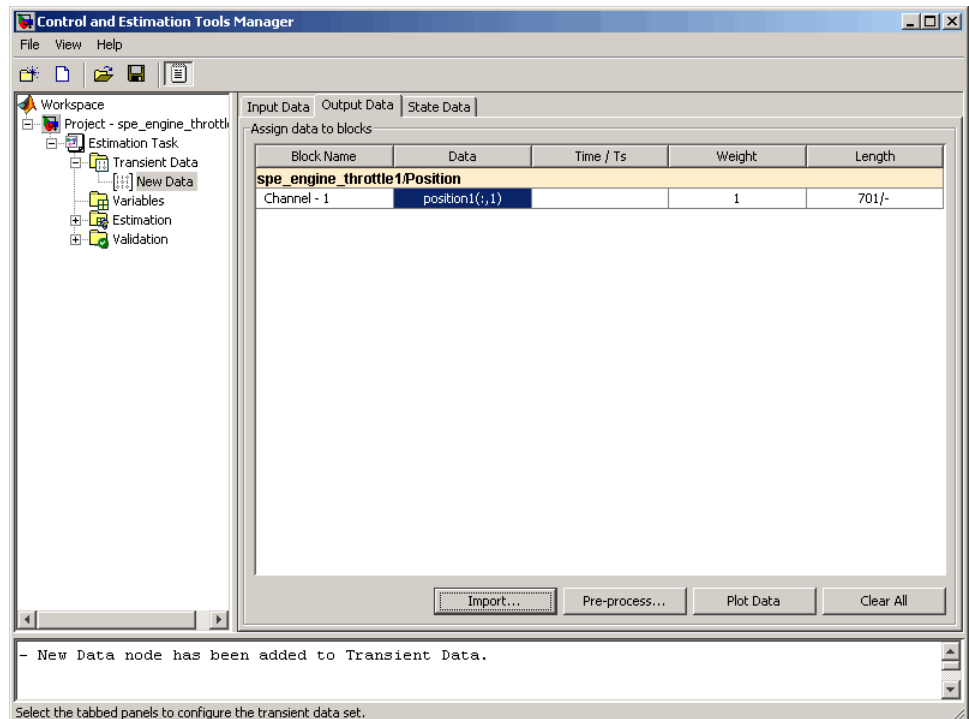 Control and Estimation Tools Manager
File View Help
Workspace
Project - spe_engine_throttl
Estimation Task
Transient Data
New Data
Variables
Estimation
Validation
Input Data Output Data State Data
Assign data to blocks
Block Name Data Time / Ts Weight Length
spe_engine_throttle1/Position
Channel - 1 position1(:,1) 1 701/-
Import... Pre-process... Plot Data Clear All
- New Data node has been added to Transient Data.
Select the tabbed panels to configure the transient data set.